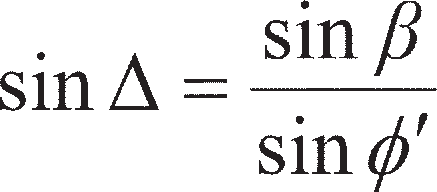 sin Δ = sin β / sin ϕ′